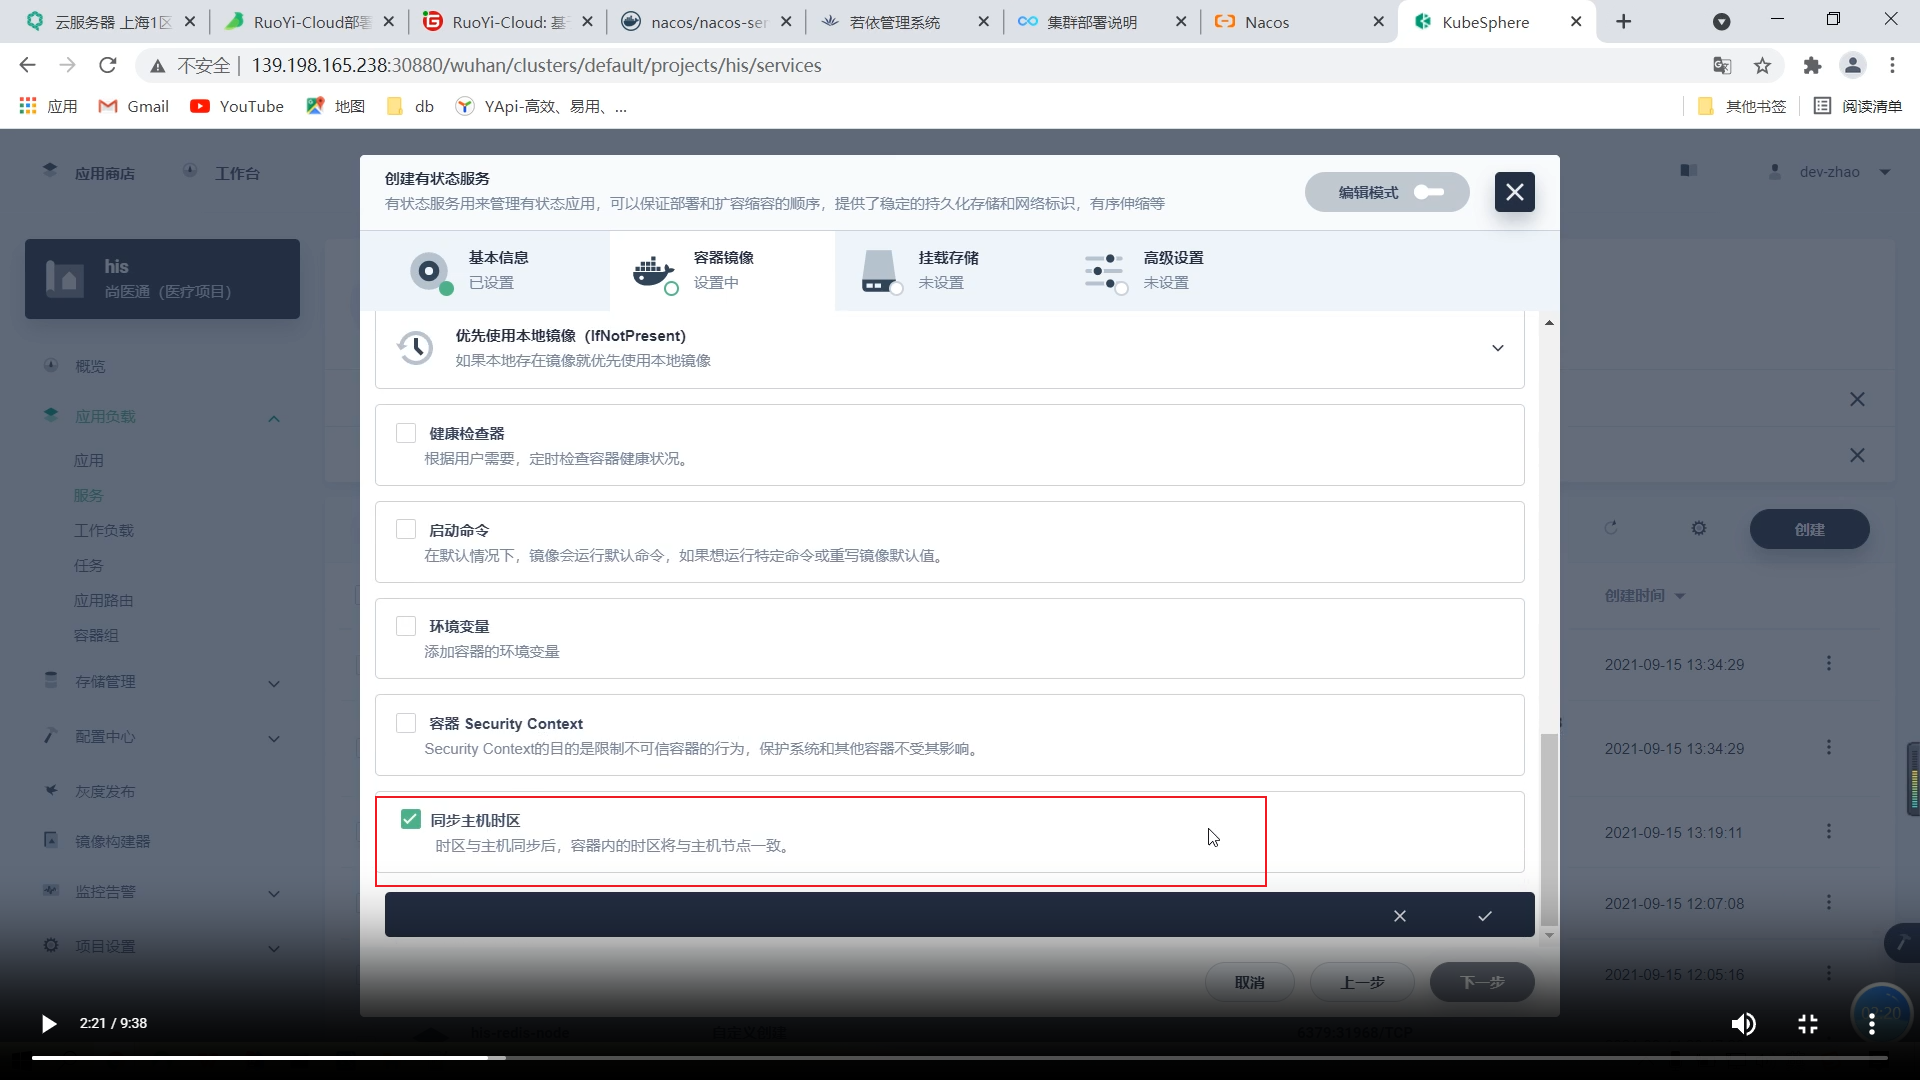 云服务器 上海1区
RuoYi-Cloud部署
RuoYi-Cloud: 基于
nacos/nacos-ser
若依管理系统
集群部署说明
Nacos
KubeSphere
不安全
139.198.165.238:30880/wuhan/clusters/default/projects/his/services
应用
Gmail
YouTube
地图
db
YApi-高效、易用、...
其他书签
阅读清单
应用商店
工作台
dev-zhao
his
尚医通（医疗项目）
概览
应用负载
应用
服务
工作负载
任务
应用路由
容器组
存储管理
配置中心
灰度发布
镜像构建器
监控告警
项目设置
创建有状态服务
有状态服务用来管理有状态应用，可以保证部署和扩容缩容的顺序，提供了稳定的持久化存储和网络标识，有序伸缩等
编辑模式
基本信息
已设置
容器镜像
设置中
挂载存储
未设置
高级设置
未设置
优先使用本地镜像（IfNotPresent）
如果本地存在镜像就优先使用本地镜像
健康检查器
根据用户需要，定时检查容器健康状况。
启动命令
在默认情况下，镜像会运行默认命令，如果想运行特定命令或重写镜像默认值。
环境变量
添加容器的环境变量
容器 Security Context
Security Context的目的是限制不可信容器的行为，保护系统和其他容器不受其影响。
同步主机时区
时区与主机同步后，容器内的时区将与主机节点一致。
取消
上一步
下一步
创建
创建时间
2021-09-15 13:34:29
2021-09-15 13:34:29
2021-09-15 13:19:11
2021-09-15 12:07:08
2021-09-15 12:05:16
his-redis-node
自定义创建
6379:31968/TCP
02:20
2:21 / 9:38